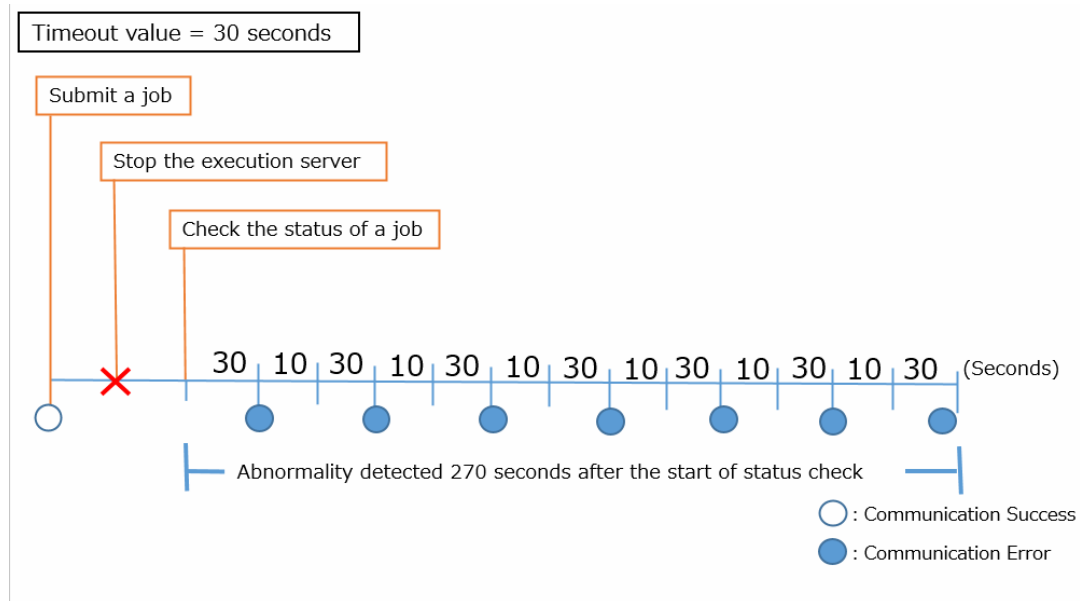 Timeout value = 30 seconds
Submit a job
Stop the execution server
Check the status of a job
30 10 30 10 30 10 30 10 30 10 30 10 30 (Seconds)
Abnormality detected 270 seconds after the start of status check
: Communication Success
: Communication Error